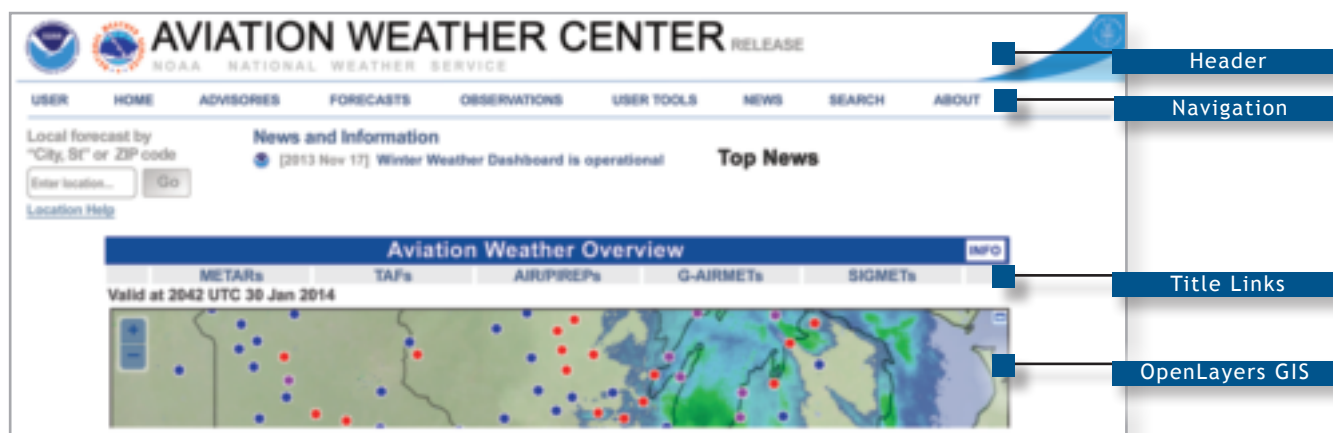 AVIATION WEATHER CENTER RELEASE
NOAA NATIONAL WEATHER SERVICE
Header
USER HOME ADVISORIES FORECASTS OBSERVATIONS USER TOOLS NEWS SEARCH ABOUT
Navigation
Local forecast by
"City, St" or ZIP code
Enter location... Go
Location Help
News and Information
[2013 Nov 17] Winter Weather Dashboard is operational
Top News
Aviation Weather Overview INFO
METARs TAFs AIR/PIREPs G-AIRMETs SIGMETs
Title Links
Valid at 2042 UTC 30 Jan 2014
+
−
OpenLayers GIS